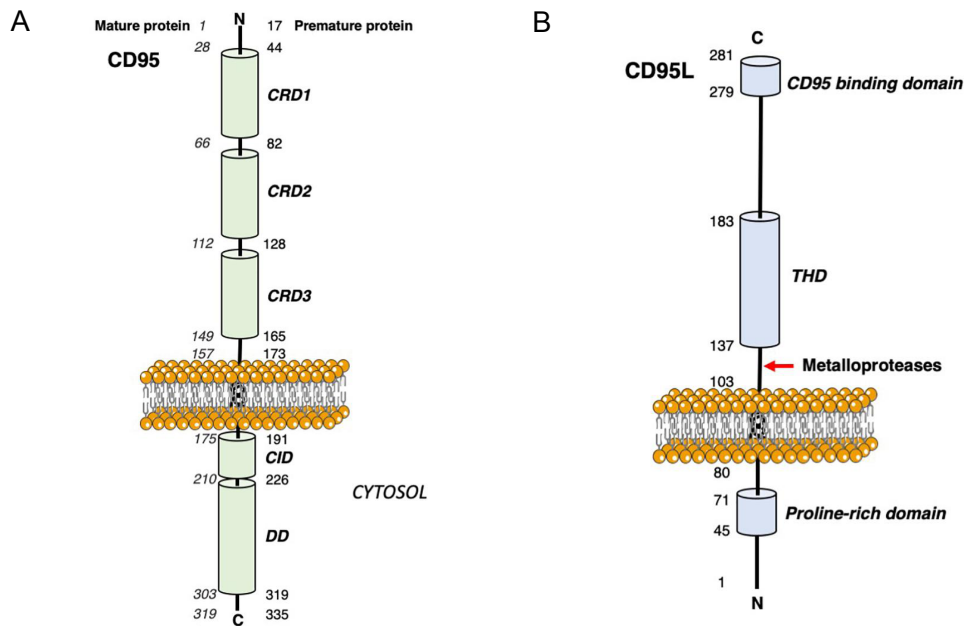 A
Mature protein 1 N 17 Premature protein
28 44
CD95
CRD1
66 82
CRD2
112 128
CRD3
149 165
157 173
175 191
CID
210 226
CYTOSOL
DD
303 319
319 C 335
B
C
281
CD95L
CD95 binding domain
279
183
THD
137
Metalloproteases
103
80
71
Proline-rich domain
45
1
N